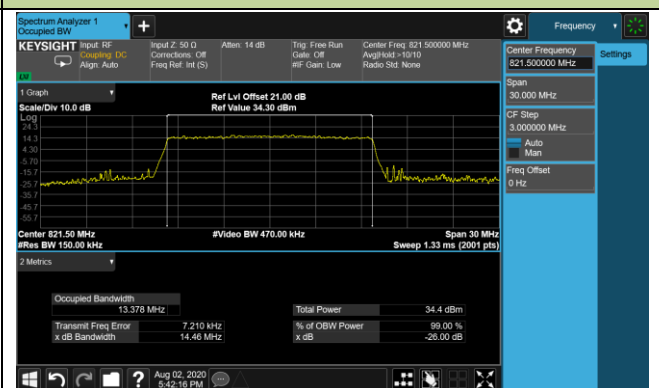 Spectrum Analyzer 1
Occupied BW
+
Frequency
KEYSIGHT
Input: RF
Coupling: DC
Align: Auto
Input Z: 50 Ω
Corrections: Off
Freq Ref: Int (S)
Atten: 14 dB
Trig: Free Run
Gate: Off
#IF Gain: Low
Center Freq: 821.500000 MHz
Avg|Hold:>10/10
Radio Std: None
Center Frequency
821.500000 MHz
Settings
Span
30.000 MHz
CF Step
3.000000 MHz
Auto
Man
Freq Offset
0 Hz
1 Graph
Scale/Div 10.0 dB
Ref Lvl Offset 21.00 dB
Ref Value 34.30 dBm
Log
24.3
14.3
4.30
-5.70
-15.7
-25.7
-35.7
-45.7
-55.7
Center 821.50 MHz
#Res BW 150.00 kHz
#Video BW 470.00 kHz
Span 30 MHz
Sweep 1.33 ms (2001 pts)
2 Metrics
Occupied Bandwidth
13.378 MHz
Total Power 34.4 dBm
Transmit Freq Error 7.210 kHz
% of OBW Power 99.00 %
x dB Bandwidth 14.46 MHz
x dB -26.00 dB
?
Aug 02, 2020
5:42:16 PM